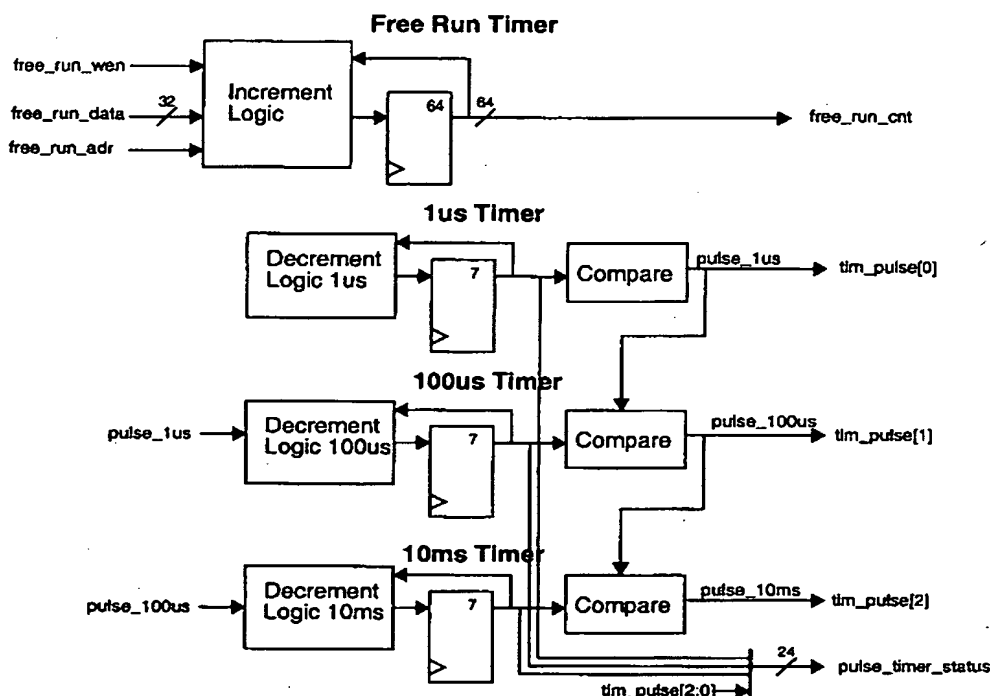 Free Run Timer
free_run_wen
free_run_data
32
free_run_adr
Increment
Logic
64
64
free_run_cnt
1us Timer
Decrement
Logic 1us
7
Compare
pulse_1us
tim_pulse[0]
100us Timer
pulse_1us
Decrement
Logic 100us
7
Compare
pulse_100us
tim_pulse[1]
10ms Timer
pulse_100us
Decrement
Logic 10ms
7
Compare
pulse_10ms
tim_pulse[2]
24
pulse_timer_status
tim_pulse[2:0]